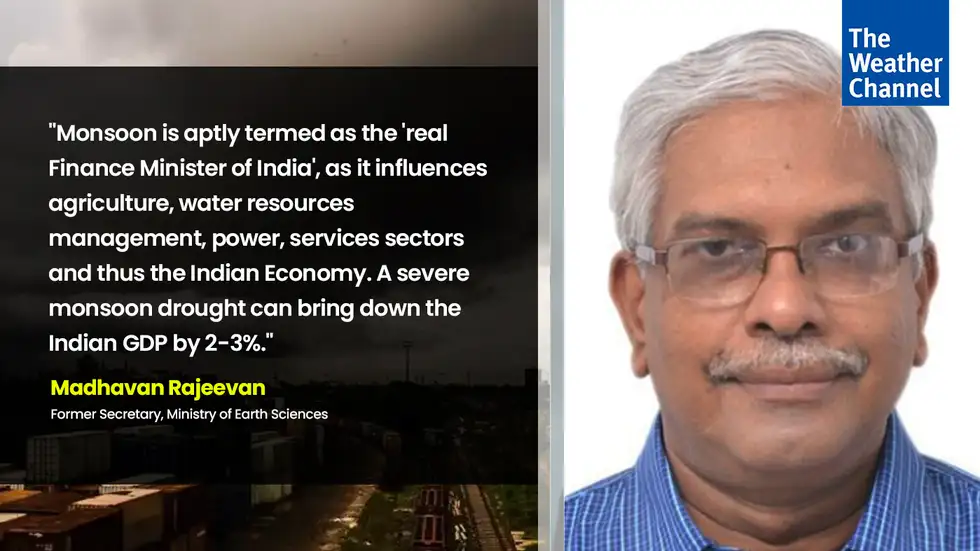 "Monsoon is aptly termed as the 'real
Finance Minister of India', as it influences
agriculture, water resources
management, power, services sectors
and thus the Indian Economy. A severe
monsoon drought can bring down the
Indian GDP by 2-3%."
Madhavan Rajeevan
Former Secretary, Ministry of Earth Sciences
The
Weather
Channel